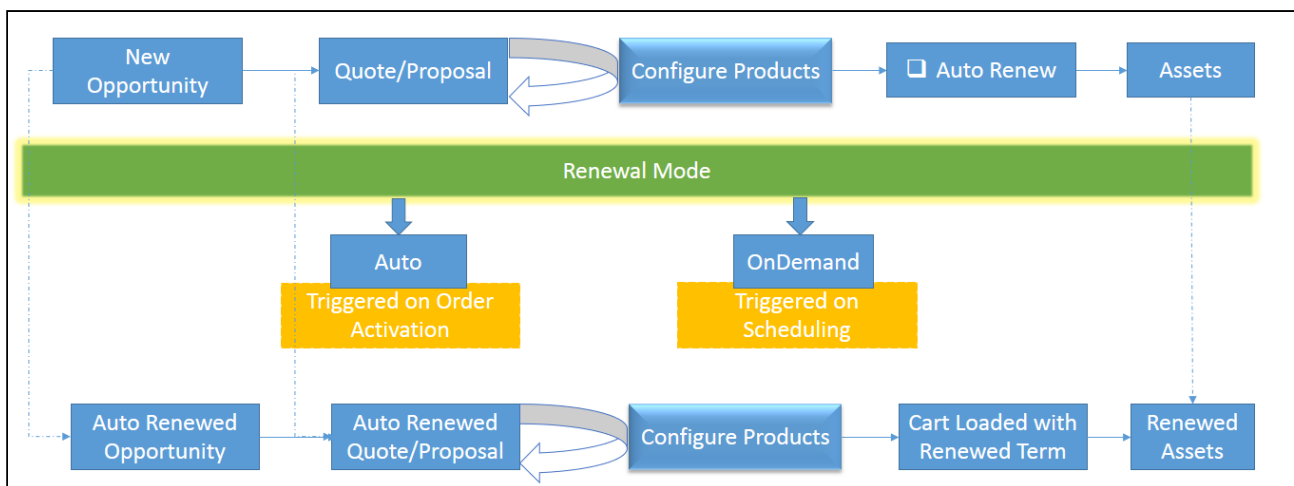 New
Opportunity
Quote/Proposal
Configure Products
Auto Renew
Assets
Renewal Mode
Auto
Triggered on Order
Activation
OnDemand
Triggered on
Scheduling
Auto Renewed
Opportunity
Auto Renewed
Quote/Proposal
Configure Products
Cart Loaded with
Renewed Term
Renewed
Assets